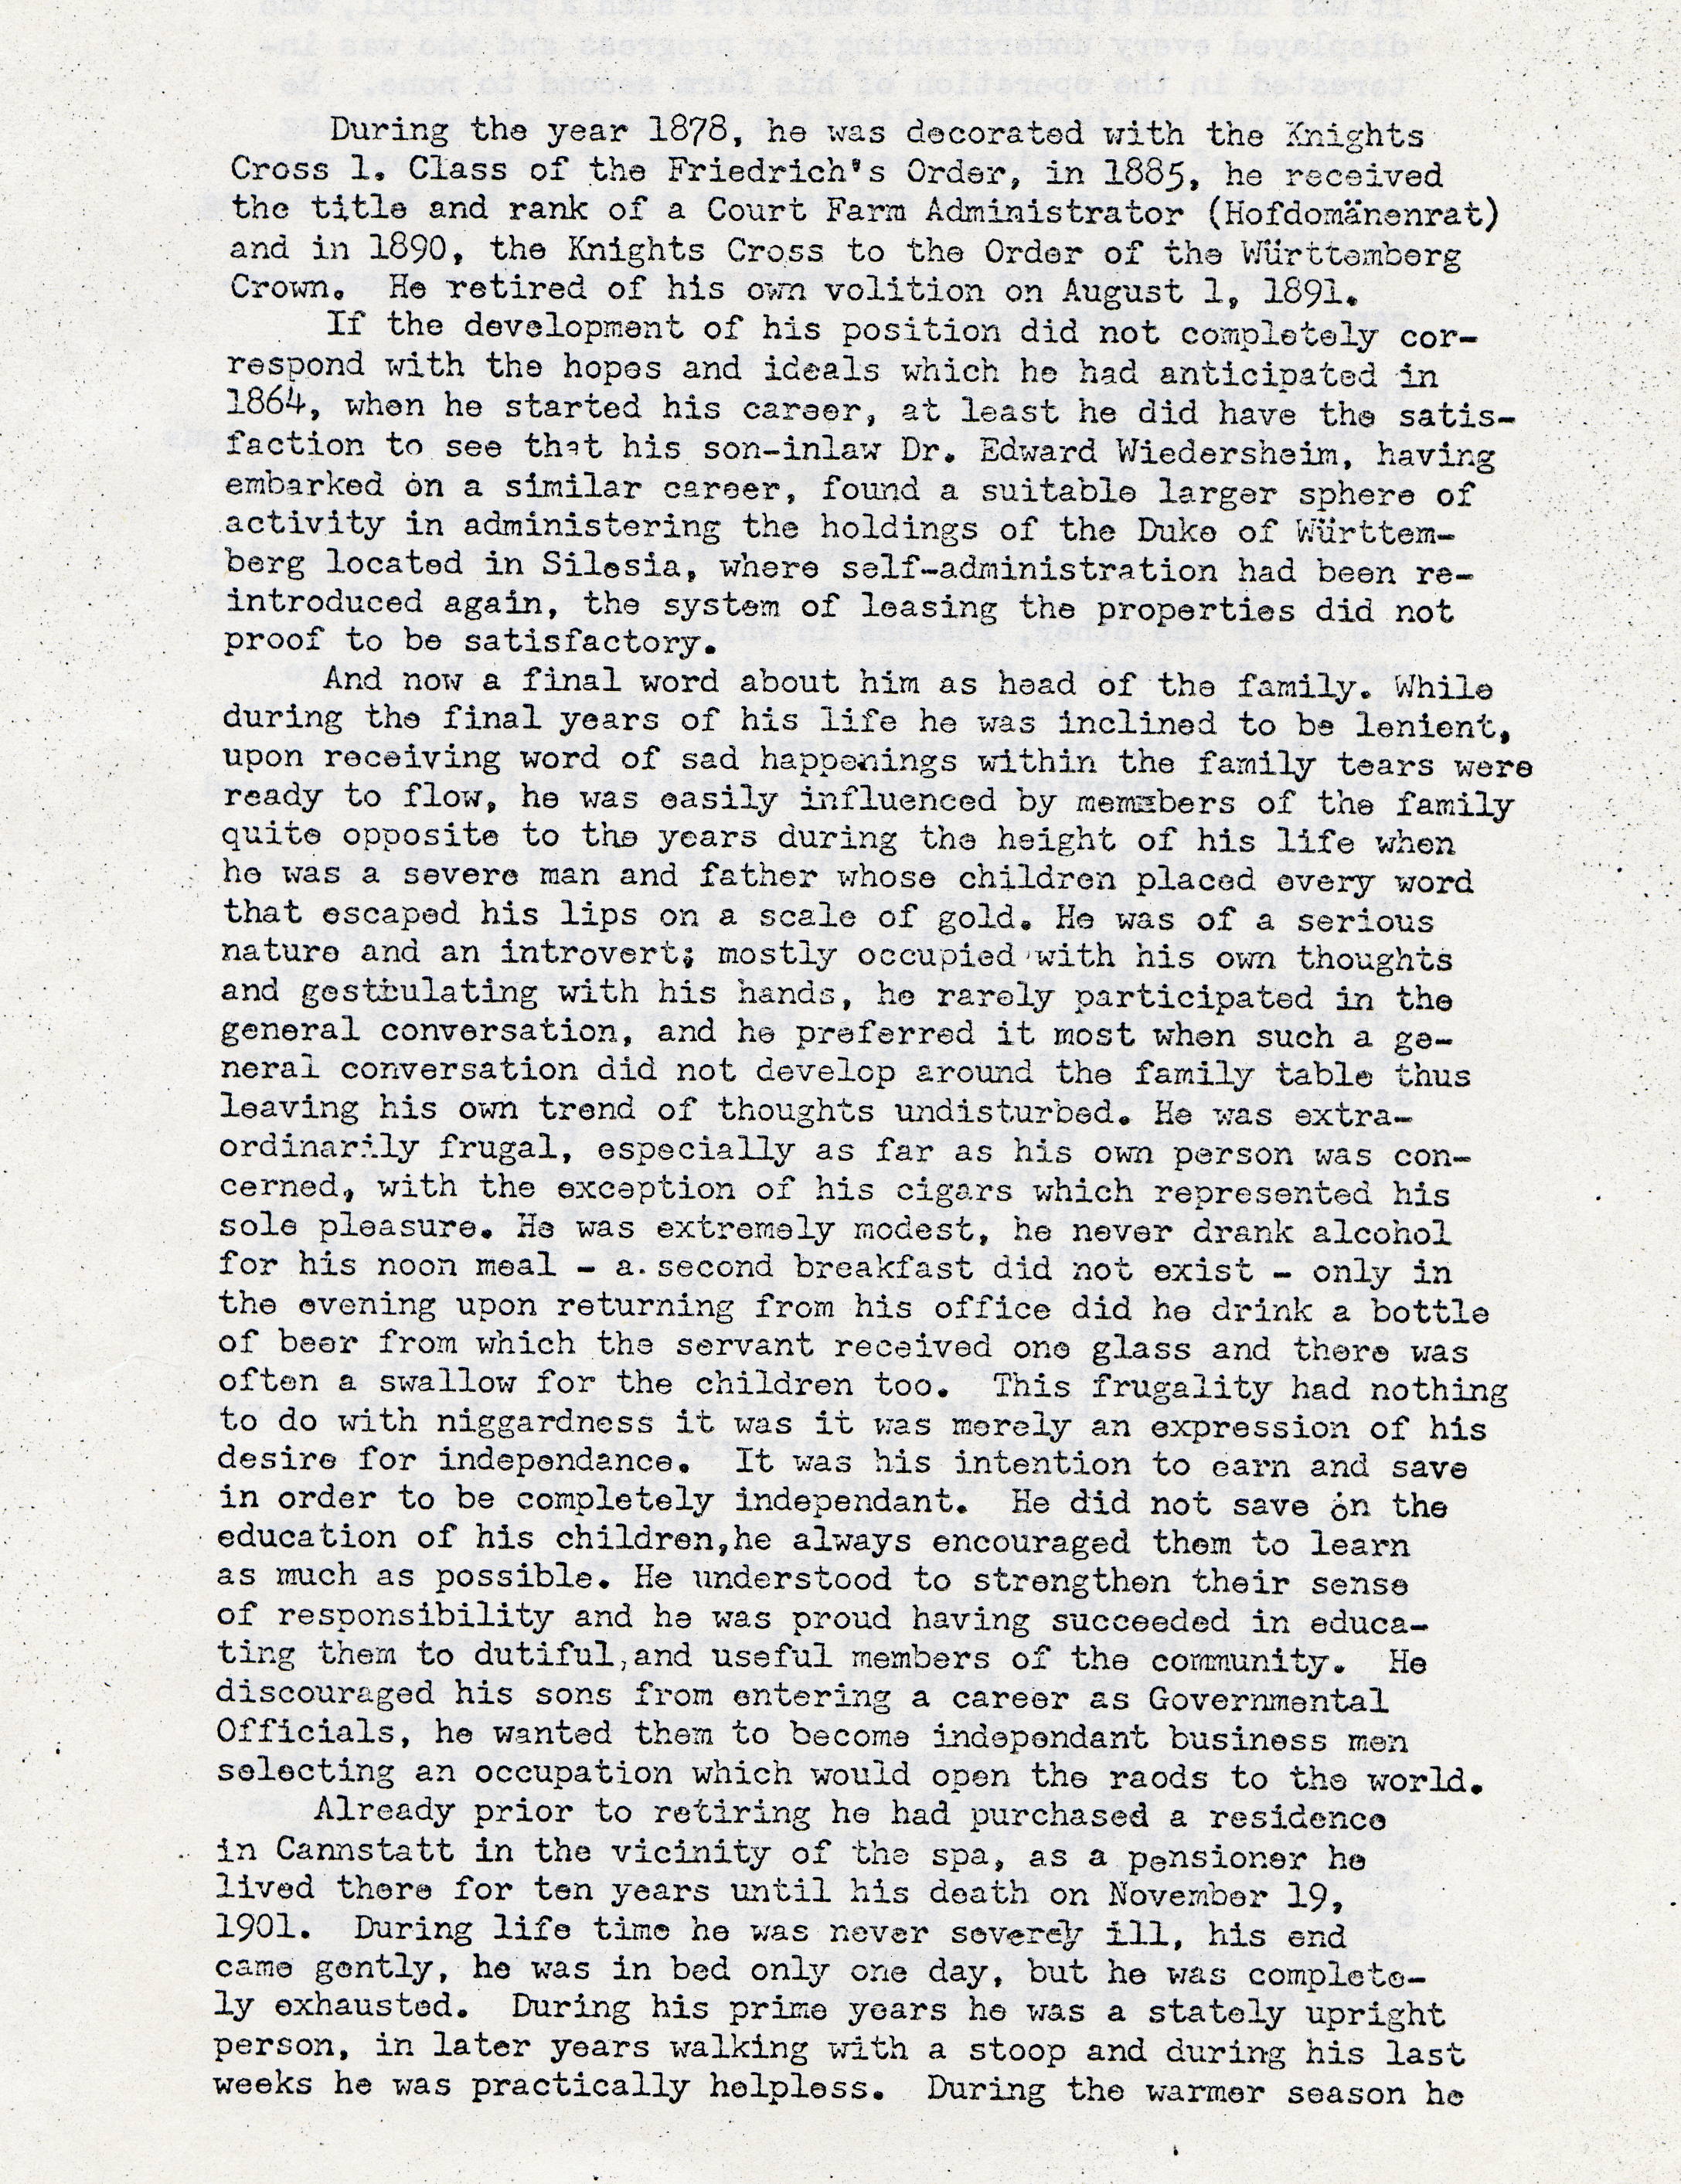 During the year 1878, he was decorated with the Knights
Cross 1. Class of the Friedrich's Order, in 1885, he received
the title and rank of a Court Farm Administrator (Hofdomänenrat)
and in 1890, the Knights Cross to the Order of the Württemberg
Crown.  He retired of his own volition on August 1, 1891.
If the development of his position did not completely cor-
respond with the hopes and ideals which he had anticipated in
1864, when he started his career, at least he did have the satis-
faction to see that his son-inlaw Dr. Edward Wiedersheim, having
embarked on a similar career, found a suitable larger sphere of
activity in administering the holdings of the Duke of Württem-
berg located in Silesia, where self-administration had been re-
introduced again, the system of leasing the properties did not
proof to be satisfactory.
And now a final word about him as head of the family. While
during the final years of his life he was inclined to be lenient,
upon receiving word of sad happenings within the family tears were
ready to flow, he was easily influenced by members of the family
quite opposite to the years during the height of his life when
he was a severe man and father whose children placed every word
that escaped his lips on a scale of gold. He was of a serious
nature and an introvert; mostly occupied with his own thoughts
and gesticulating with his hands, he rarely participated in the
general conversation, and he preferred it most when such a ge-
neral conversation did not develop around the family table thus
leaving his own trend of thoughts undisturbed. He was extra-
ordinarily frugal, especially as far as his own person was con-
cerned, with the exception of his cigars which represented his
sole pleasure. He was extremely modest, he never drank alcohol
for his noon meal - a second breakfast did not exist - only in
the evening upon returning from his office did he drink a bottle
of beer from which the servant received one glass and there was
often a swallow for the children too.  This frugality had nothing
to do with niggardness it was it was merely an expression of his
desire for independance.  It was his intention to earn and save
in order to be completely independant.  He did not save on the
education of his children,he always encouraged them to learn
as much as possible. He understood to strengthen their sense
of responsibility and he was proud having succeeded in educa-
ting them to dutiful,and useful members of the community.  He
discouraged his sons from entering a career as Governmental
Officials, he wanted them to become independant business men
selecting an occupation which would open the raods to the world.
Already prior to retiring he had purchased a residence
in Cannstatt in the vicinity of the spa, as a pensioner he
lived there for ten years until his death on November 19,
1901.  During life time he was never severely ill, his end
came gently, he was in bed only one day, but he was complete-
ly exhausted.  During his prime years he was a stately upright
person, in later years walking with a stoop and during his last
weeks he was practically helpless.  During the warmer season he